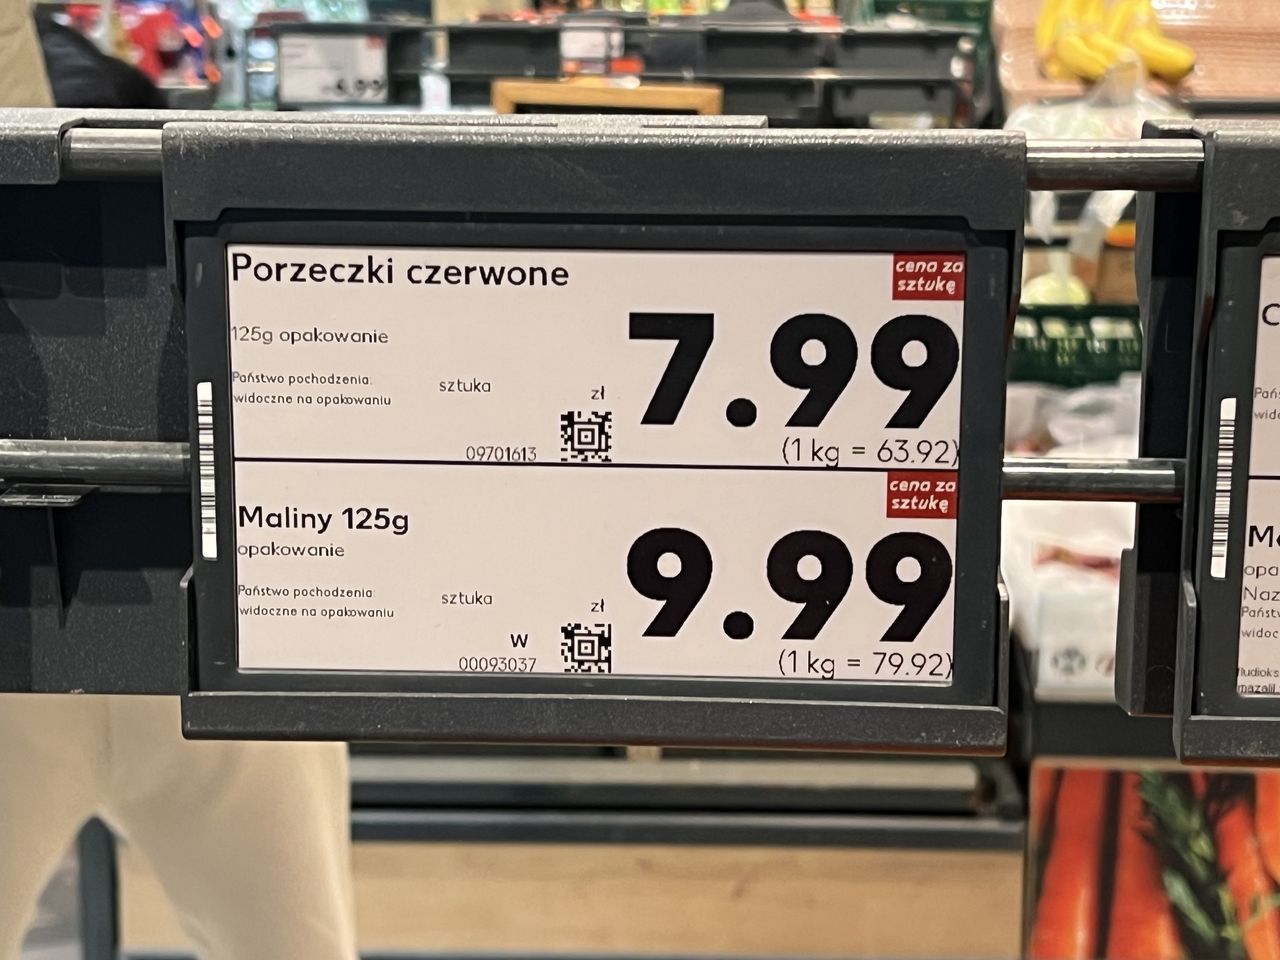 6.99
Porzeczki czerwone
cena za
sztukę
125g opakowanie
7.99
Państwo pochodzenia:
widoczne na opakowaniu
sztuka
zł
09701613
(1 kg = 63.92)
Maliny 125g
cena za
sztukę
opakowanie
9.99
Państwo pochodzenia:
widoczne na opakowaniu
sztuka
zł
W
00093037
(1 kg = 79.92)